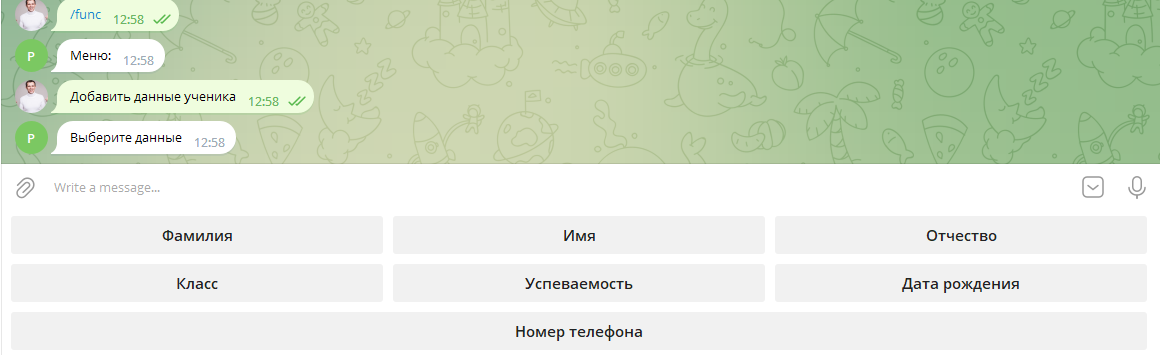 /func 12:58
P Меню: 12:58
Добавить данные ученика 12:58
P Выберите данные 12:58
Write a message...
Фамилия Имя Отчество
Класс Успеваемость Дата рождения
Номер телефона